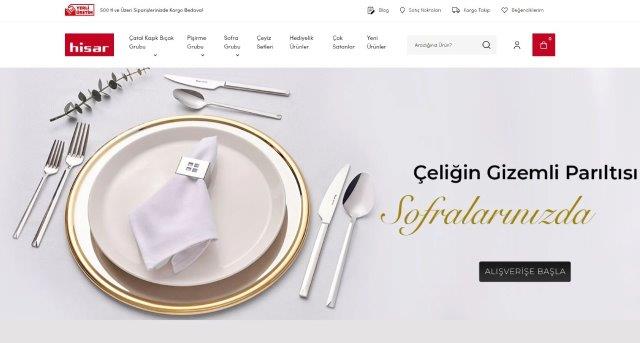 YERLİ ÜRETİM
500 ₺ ve Üzeri Siparişlerinizde Kargo Bedava!
Blog
Satış Noktaları
Kargo Takip
Beğendiklerim
hisar
Çatal Kaşık Bıçak Grubu
Pişirme Grubu
Sofra Grubu
Çeyiz Setleri
Hediyelik Ürünler
Çok Satanlar
Yeni Ürünler
Aradığınız Ürün?
0
Çeliğin Gizemli Parıltısı
Sofralarınızda
ALIŞVERİŞE BAŞLA